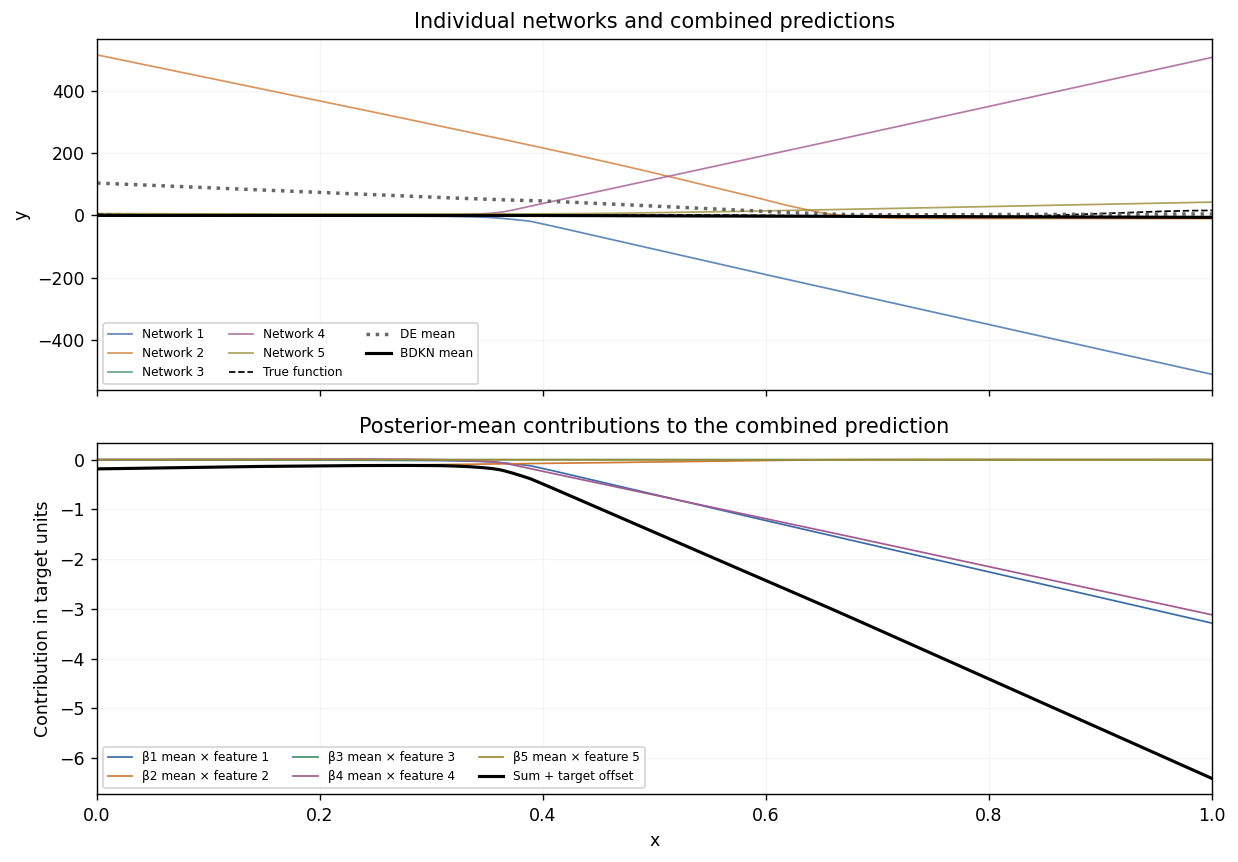 Individual networks and combined predictions
400
200
0
−200
−400
y
Network 1
Network 2
Network 3
Network 4
Network 5
True function
DE mean
BDKN mean
Posterior-mean contributions to the combined prediction
0
−1
−2
−3
−4
−5
−6
Contribution in target units
β1 mean × feature 1
β2 mean × feature 2
β3 mean × feature 3
β4 mean × feature 4
β5 mean × feature 5
Sum + target offset
0.0 0.2 0.4 0.6 0.8 1.0
x